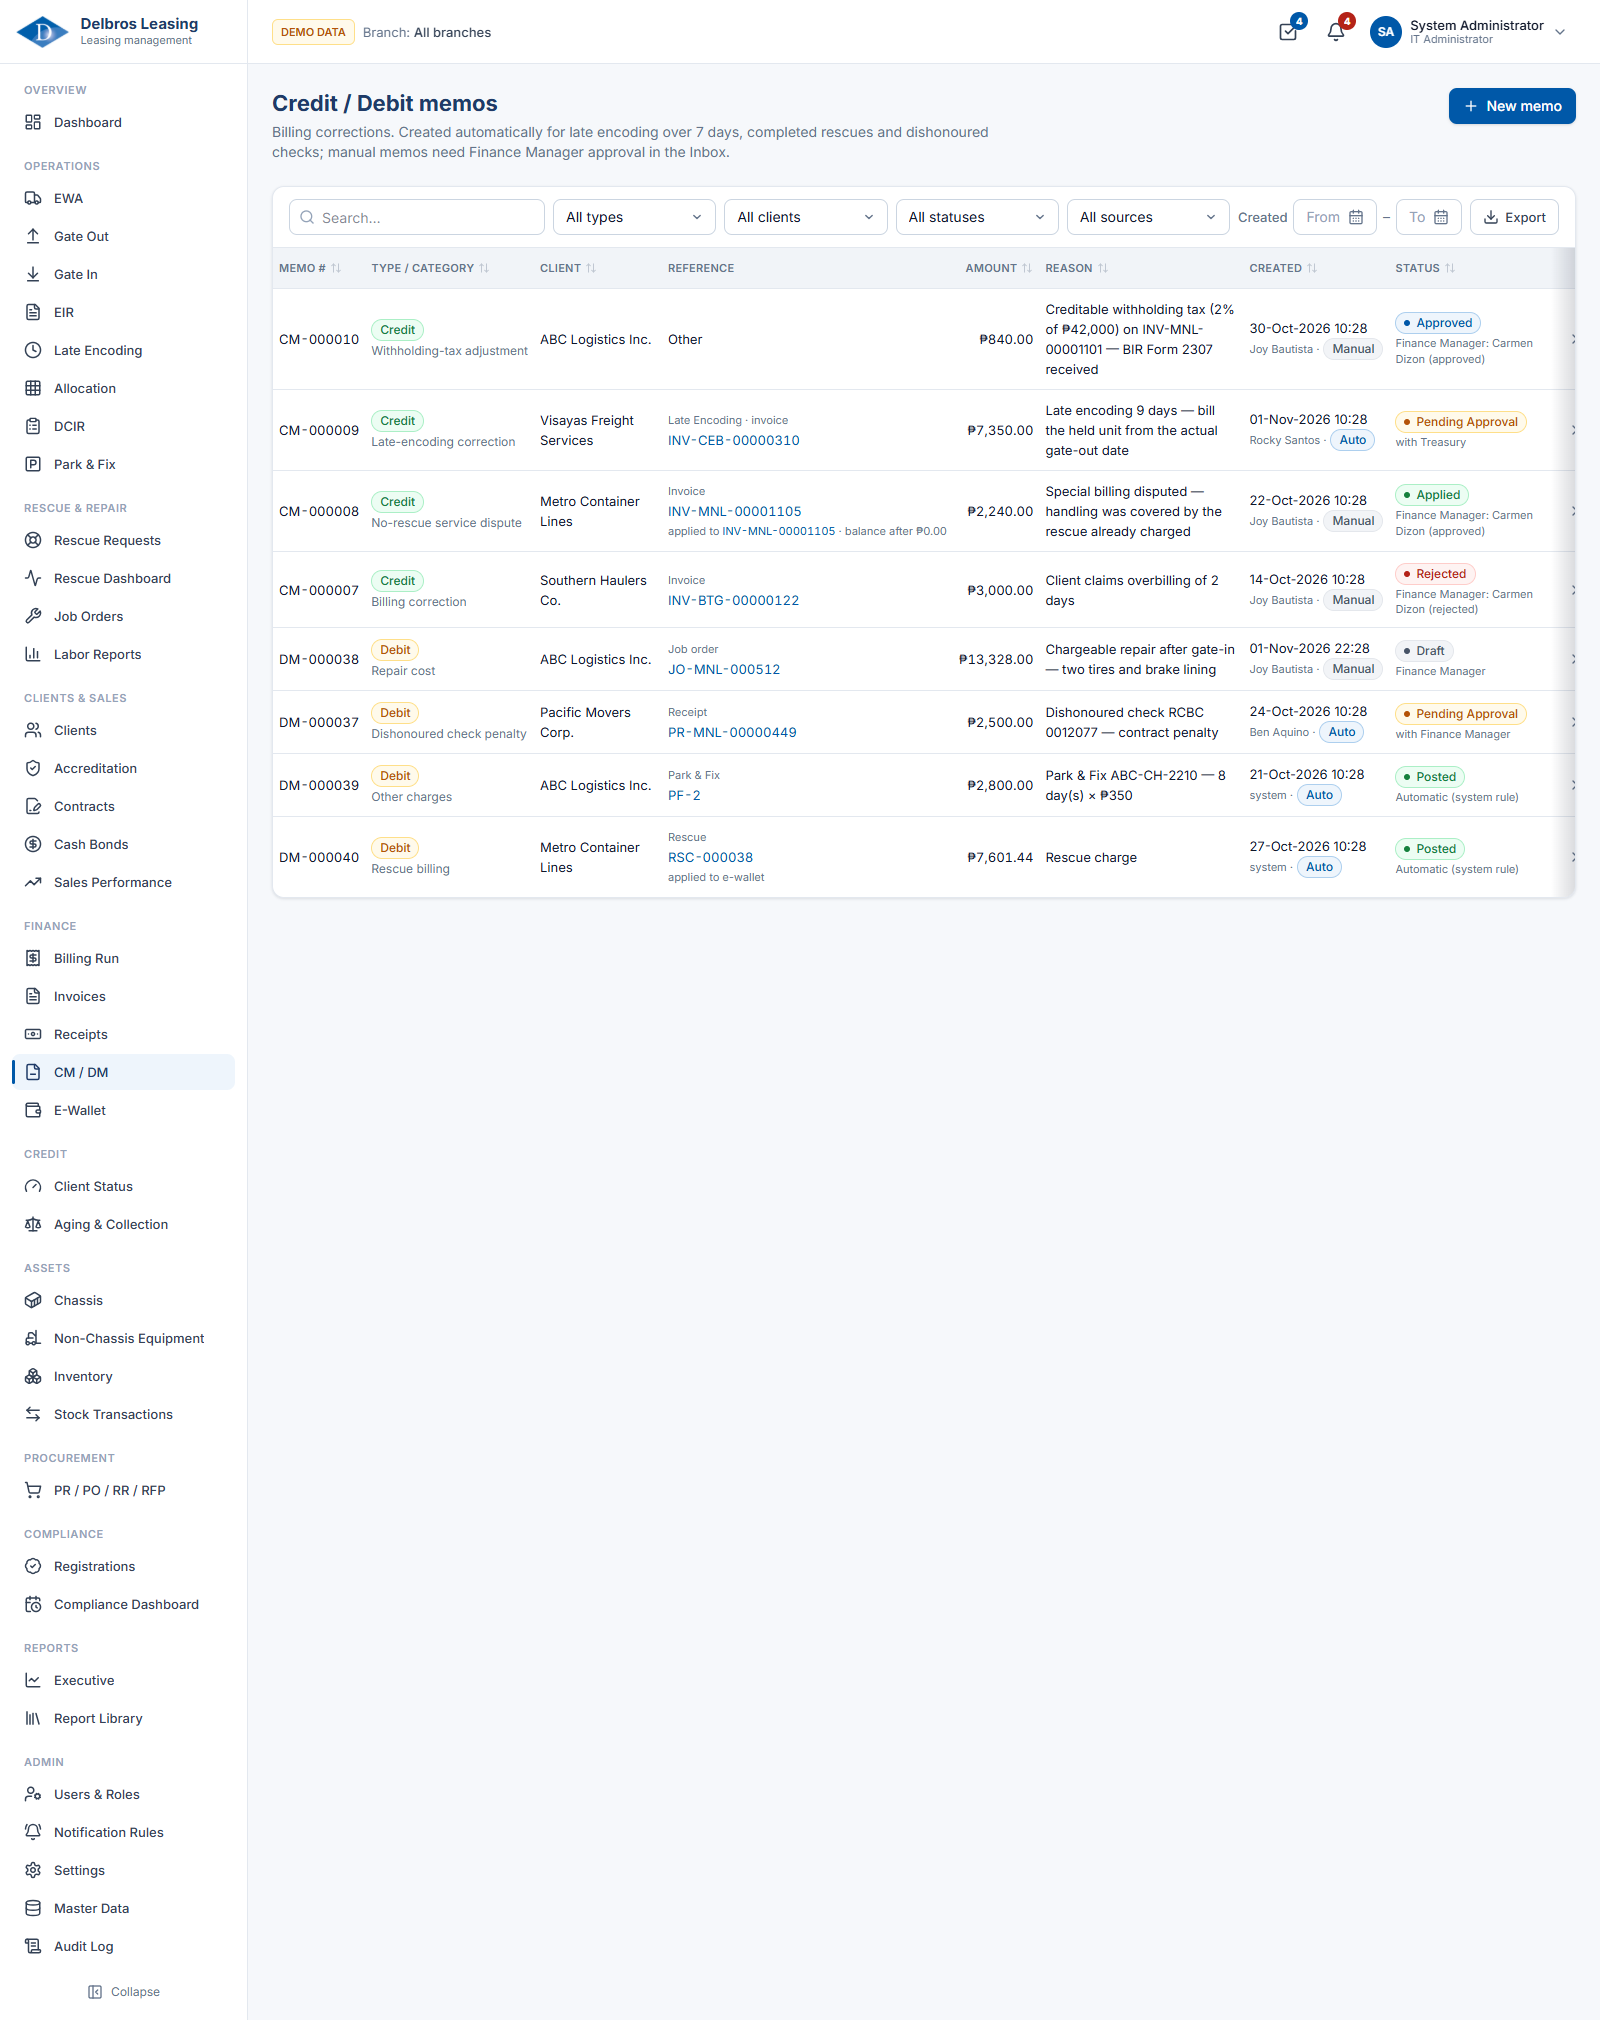 Delbros Leasing
Leasing management
DEMO DATA
Branch: All branches
4
4
SA
System Administrator
IT Administrator
OVERVIEW
Dashboard
OPERATIONS
EWA
Gate Out
Gate In
EIR
Late Encoding
Allocation
DCIR
Park & Fix
RESCUE & REPAIR
Rescue Requests
Rescue Dashboard
Job Orders
Labor Reports
CLIENTS & SALES
Clients
Accreditation
Contracts
Cash Bonds
Sales Performance
FINANCE
Billing Run
Invoices
Receipts
CM / DM
E-Wallet
CREDIT
Client Status
Aging & Collection
ASSETS
Chassis
Non-Chassis Equipment
Inventory
Stock Transactions
PROCUREMENT
PR / PO / RR / RFP
COMPLIANCE
Registrations
Compliance Dashboard
REPORTS
Executive
Report Library
ADMIN
Users & Roles
Notification Rules
Settings
Master Data
Audit Log
Collapse
Credit / Debit memos
Billing corrections. Created automatically for late encoding over 7 days, completed rescues and dishonoured
checks; manual memos need Finance Manager approval in the Inbox.
New memo
Search...
All types
All clients
All statuses
All sources
Created
From
–
To
Export
MEMO #
TYPE / CATEGORY
CLIENT
REFERENCE
AMOUNT
REASON
CREATED
STATUS
CM-000010
Credit
Withholding-tax adjustment
ABC Logistics Inc.
Other
₱840.00
Creditable withholding tax (2%
of ₱42,000) on INV-MNL-
00001101 — BIR Form 2307
received
30-Oct-2026 10:28
Joy Bautista · Manual
Approved
Finance Manager: Carmen
Dizon (approved)
CM-000009
Credit
Late-encoding correction
Visayas Freight
Services
Late Encoding · invoice
INV-CEB-00000310
₱7,350.00
Late encoding 9 days — bill
the held unit from the actual
gate-out date
01-Nov-2026 10:28
Rocky Santos · Auto
Pending Approval
with Treasury
CM-000008
Credit
No-rescue service dispute
Metro Container
Lines
Invoice
INV-MNL-00001105
applied to INV-MNL-00001105 · balance after ₱0.00
₱2,240.00
Special billing disputed —
handling was covered by the
rescue already charged
22-Oct-2026 10:28
Joy Bautista · Manual
Applied
Finance Manager: Carmen
Dizon (approved)
CM-000007
Credit
Billing correction
Southern Haulers
Co.
Invoice
INV-BTG-00000122
₱3,000.00
Client claims overbilling of 2
days
14-Oct-2026 10:28
Joy Bautista · Manual
Rejected
Finance Manager: Carmen
Dizon (rejected)
DM-000038
Debit
Repair cost
ABC Logistics Inc.
Job order
JO-MNL-000512
₱13,328.00
Chargeable repair after gate-in
— two tires and brake lining
01-Nov-2026 22:28
Joy Bautista · Manual
Draft
Finance Manager
DM-000037
Debit
Dishonoured check penalty
Pacific Movers
Corp.
Receipt
PR-MNL-00000449
₱2,500.00
Dishonoured check RCBC
0012077 — contract penalty
24-Oct-2026 10:28
Ben Aquino · Auto
Pending Approval
with Finance Manager
DM-000039
Debit
Other charges
ABC Logistics Inc.
Park & Fix
PF-2
₱2,800.00
Park & Fix ABC-CH-2210 — 8
day(s) × ₱350
21-Oct-2026 10:28
system · Auto
Posted
Automatic (system rule)
DM-000040
Debit
Rescue billing
Metro Container
Lines
Rescue
RSC-000038
applied to e-wallet
₱7,601.44
Rescue charge
27-Oct-2026 10:28
system · Auto
Posted
Automatic (system rule)